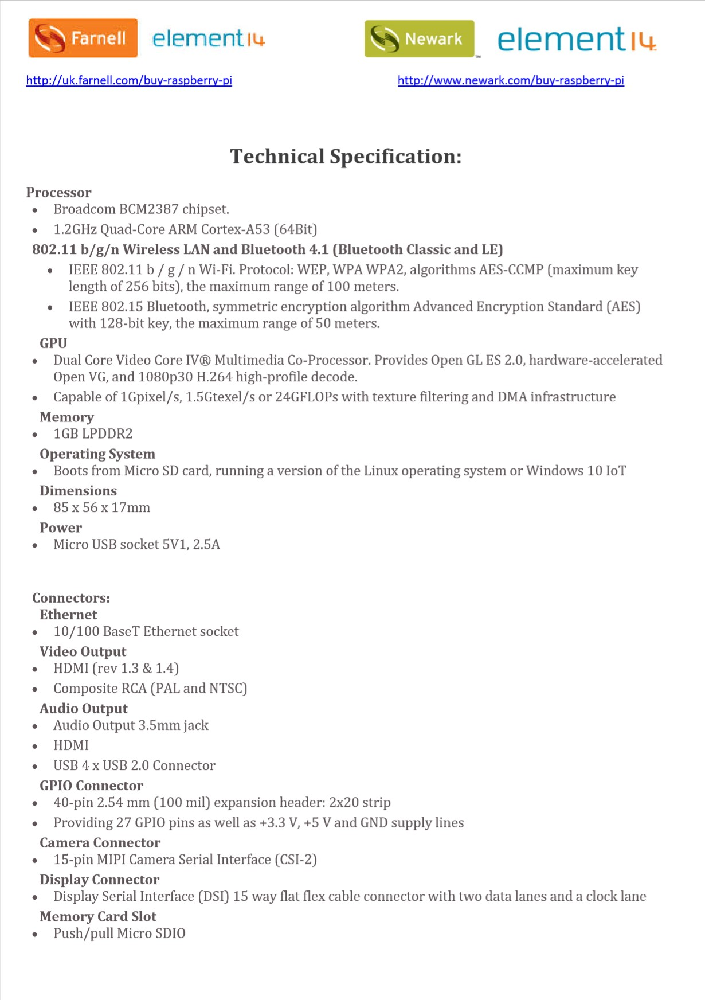 Farnell element14 Newark™ element14
http://uk.farnell.com/buy-raspberry-pi http://www.newark.com/buy-raspberry-pi
Technical Specification:
Processor
• Broadcom BCM2387 chipset.
• 1.2GHz Quad-Core ARM Cortex-A53 (64Bit)
802.11 b/g/n Wireless LAN and Bluetooth 4.1 (Bluetooth Classic and LE)
• IEEE 802.11 b / g / n Wi-Fi. Protocol: WEP, WPA WPA2, algorithms AES-CCMP (maximum key
length of 256 bits), the maximum range of 100 meters.
• IEEE 802.15 Bluetooth, symmetric encryption algorithm Advanced Encryption Standard (AES)
with 128-bit key, the maximum range of 50 meters.
GPU
• Dual Core Video Core IV® Multimedia Co-Processor. Provides Open GL ES 2.0, hardware-accelerated
Open VG, and 1080p30 H.264 high-profile decode.
• Capable of 1Gpixel/s, 1.5Gtexel/s or 24GFLOPs with texture filtering and DMA infrastructure
Memory
• 1GB LPDDR2
Operating System
• Boots from Micro SD card, running a version of the Linux operating system or Windows 10 IoT
Dimensions
• 85 x 56 x 17mm
Power
• Micro USB socket 5V1, 2.5A
Connectors:
Ethernet
• 10/100 BaseT Ethernet socket
Video Output
• HDMI (rev 1.3 & 1.4)
• Composite RCA (PAL and NTSC)
Audio Output
• Audio Output 3.5mm jack
• HDMI
• USB 4 x USB 2.0 Connector
GPIO Connector
• 40-pin 2.54 mm (100 mil) expansion header: 2x20 strip
• Providing 27 GPIO pins as well as +3.3 V, +5 V and GND supply lines
Camera Connector
• 15-pin MIPI Camera Serial Interface (CSI-2)
Display Connector
• Display Serial Interface (DSI) 15 way flat flex cable connector with two data lanes and a clock lane
Memory Card Slot
• Push/pull Micro SDIO